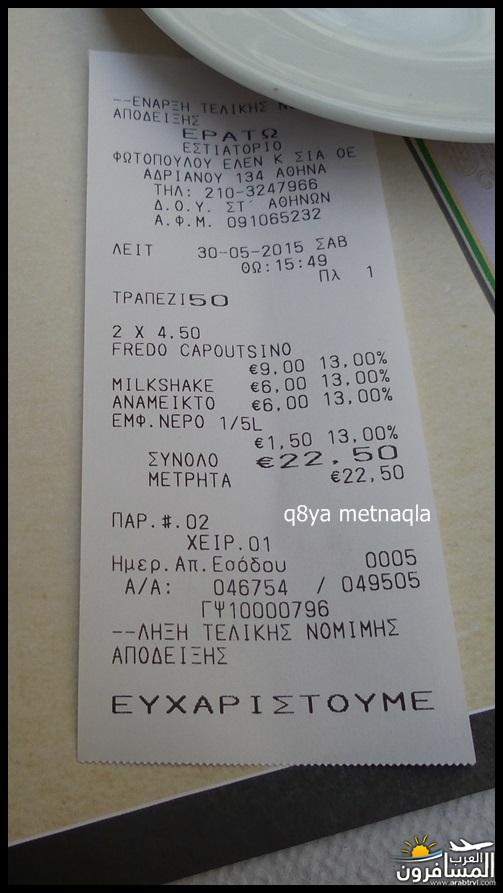 --ΕΝΑΡΞΗ ΤΕΛΙΚΗΣ
ΑΠΟΔΕΙΞΗΣ
ΕΡΑΤΩ
ΕΣΤΙΑΤΟΡΙΟ
ΦΩΤΟΠΟΥΛΟΥ ΕΛΕΝ Κ ΣΙΑ ΟΕ
ΑΔΡΙΑΝΟΥ 134 ΑΘΗΝΑ
ΤΗΛ: 210-3247966
Δ.Ο.Υ. ΣΤ΄ ΑΘΗΝΩΝ
Α.Φ.Μ. 091065232
ΛΕΙΤ 30-05-2015 ΣΑΒ
ΘΩ:15:49
Πλ 1
ΤΡΑΠΕΖΙ50
2 X 4,50
FREDO CAPOUTSINO
€9,00 13,00%
MILKSHAKE €6,00 13,00%
ΑΝΑΜΕΙΚΤΟ €6,00 13,00%
ΕΜΦ.ΝΕΡΟ 1/5L
€1,50 13,00%
ΣΥΝΟΛΟ €22,50
ΜΕΤΡΗΤΑ €22,50
q8ya metnaqla
ΠΑΡ.#.02
ΧΕΙΡ.01
Ημερ.Απ.Εσόδου 0005
Α/Α: 046754 / 049505
ΓΨ10000796
--ΛΗΞΗ ΤΕΛΙΚΗΣ ΝΟΜΙΜΗΣ
ΑΠΟΔΕΙΞΗΣ
ΕΥΧΑΡΙΣΤΟΥΜΕ
العرب
المسافرون
www.arabtrvl.com